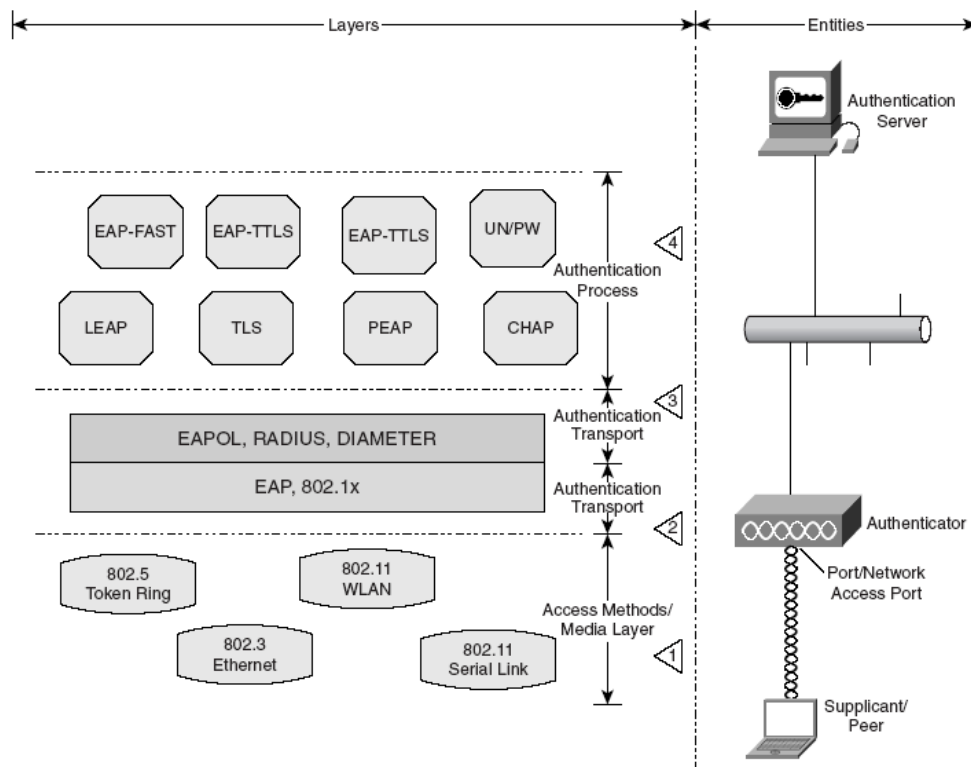 Layers
Entities
Authentication
Server
EAP-FAST
EAP-TTLS
EAP-TTLS
UN/PW
4
Authentication
Process
LEAP
TLS
PEAP
CHAP
3
Authentication
Transport
EAPOL, RADIUS, DIAMETER
EAP, 802.1x
Authentication
Transport
2
Authenticator
Port/Network
Access Port
802.5
Token Ring
802.11
WLAN
Access Methods/
Media Layer
802.3
Ethernet
802.11
Serial Link
1
Supplicant/
Peer